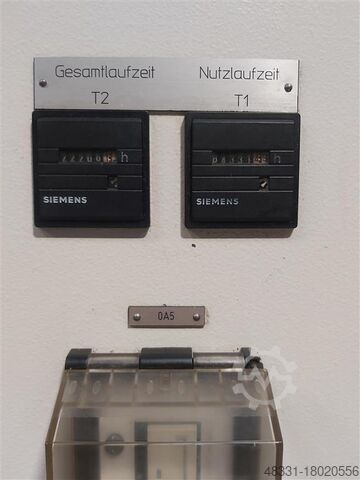 Gesamtlaufzeit Nutzlaufzeit
T2 T1
h h
SIEMENS SIEMENS
0A5
48331-18020556